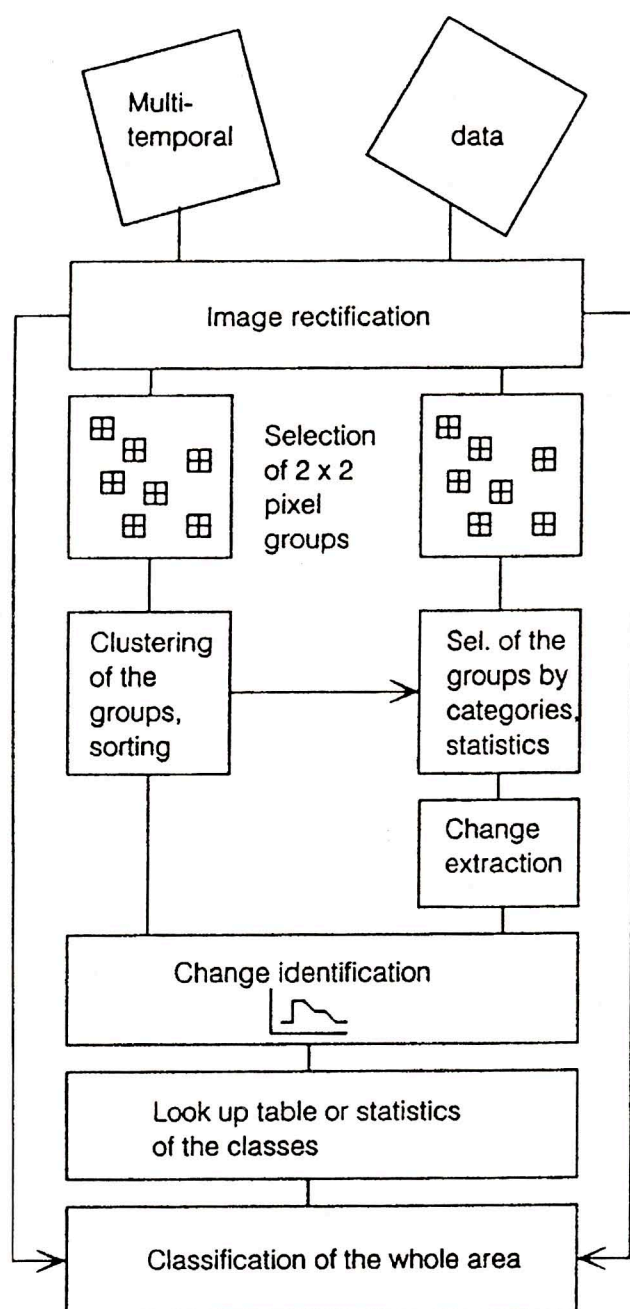 Multi-
temporal
data
Image rectification
Selection
of 2 x 2
pixel
groups
Clustering
of the
groups,
sorting
Sel. of the
groups by
categories,
statistics
Change
extraction
Change identification
Look up table or statistics
of the classes
Classification of the whole area